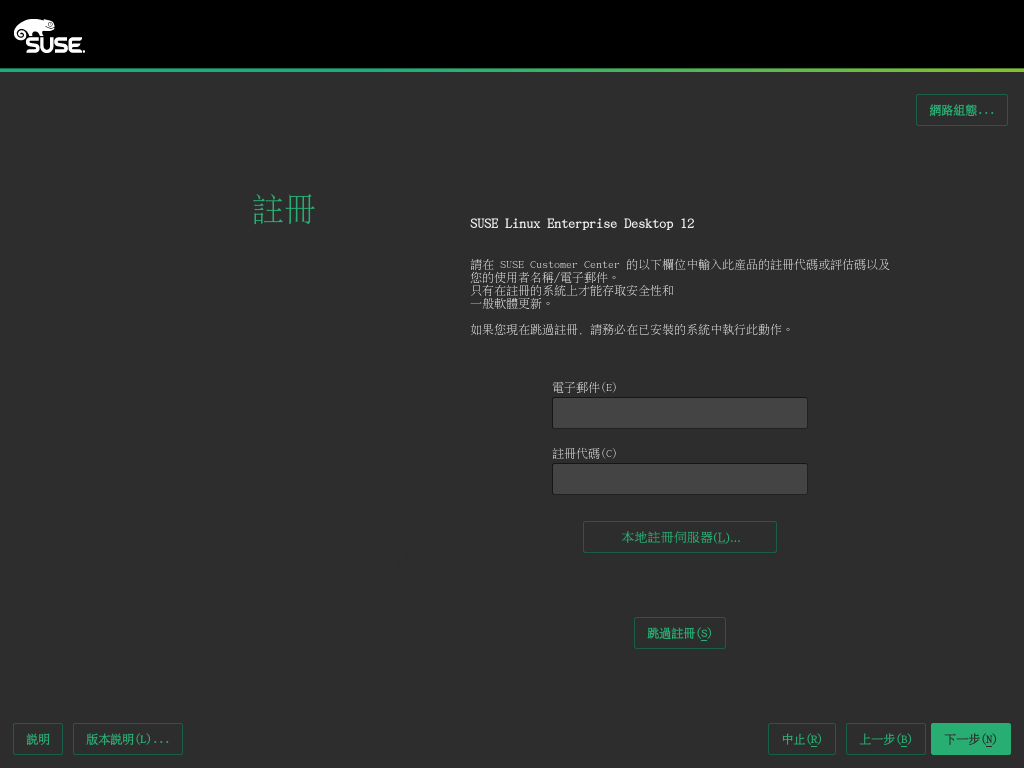 SUSE
網路組態...
註冊
SUSE Linux Enterprise Desktop 12
請在 SUSE Customer Center 的以下欄位中輸入此產品的註冊代碼或評估碼以及
您的使用者名稱/電子郵件。
只有在註冊的系統上才能存取安全性和
一般軟體更新。
如果您現在跳過註冊，請務必在已安裝的系統中執行此動作。
電子郵件(E)
註冊代碼(C)
本地註冊伺服器(L)...
跳過註冊(S)
說明
版本說明(L)...
中止(R)
上一步(B)
下一步(N)